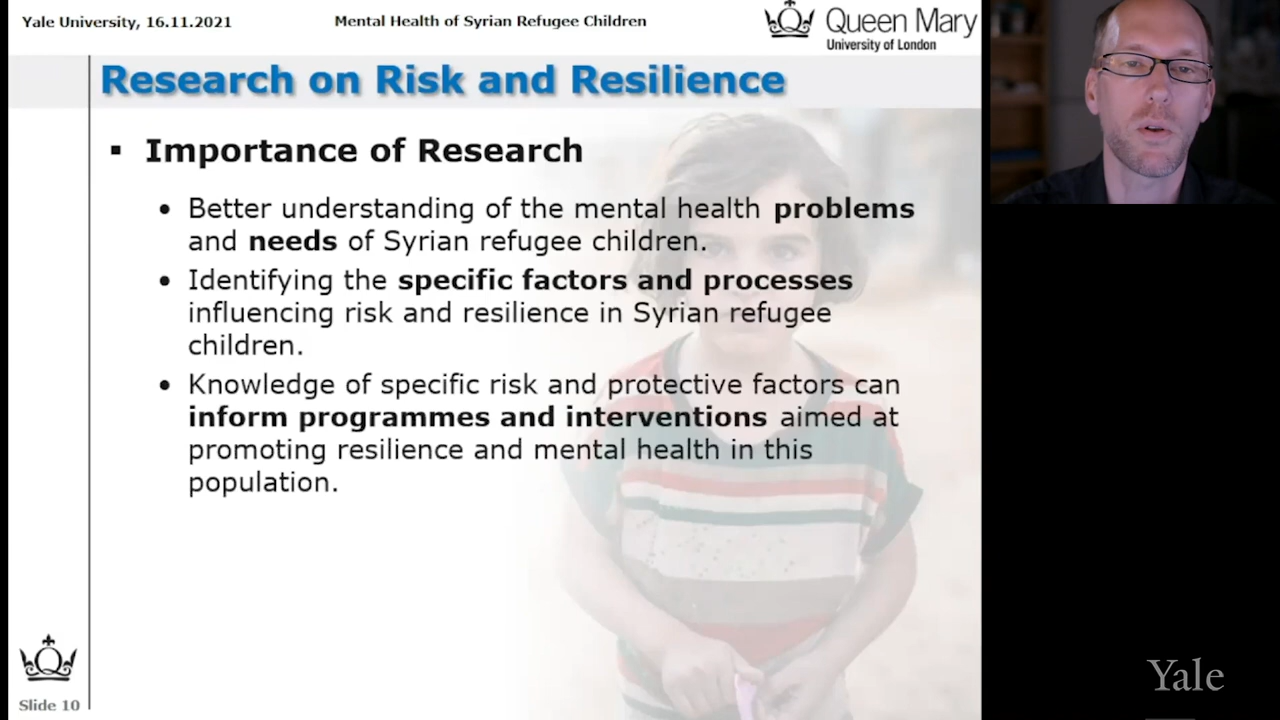 Yale University, 16.11.2021
Mental Health of Syrian Refugee Children
Queen Mary
University of London
Research on Risk and Resilience
▪ Importance of Research
• Better understanding of the mental health problems
and needs of Syrian refugee children.
• Identifying the specific factors and processes
influencing risk and resilience in Syrian refugee
children.
• Knowledge of specific risk and protective factors can
inform programmes and interventions aimed at
promoting resilience and mental health in this
population.
Slide 10
Yale